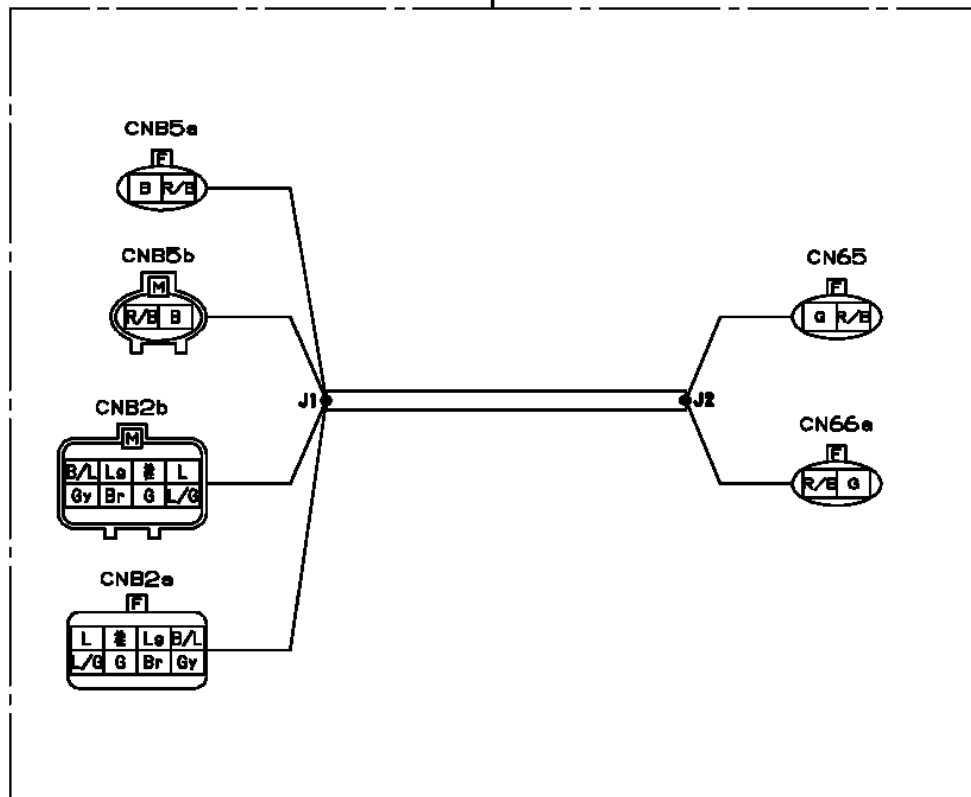 CNB5a
F
B R/B
CNB5b
M
R/B B
CNB2b
M
B/L Lg L
Gy Br G L/G
CNB2a
F
L Lg B/L
L/G G Br Gy
J1
J2
CN65
F
G R/B
CN66a
F
R/B G